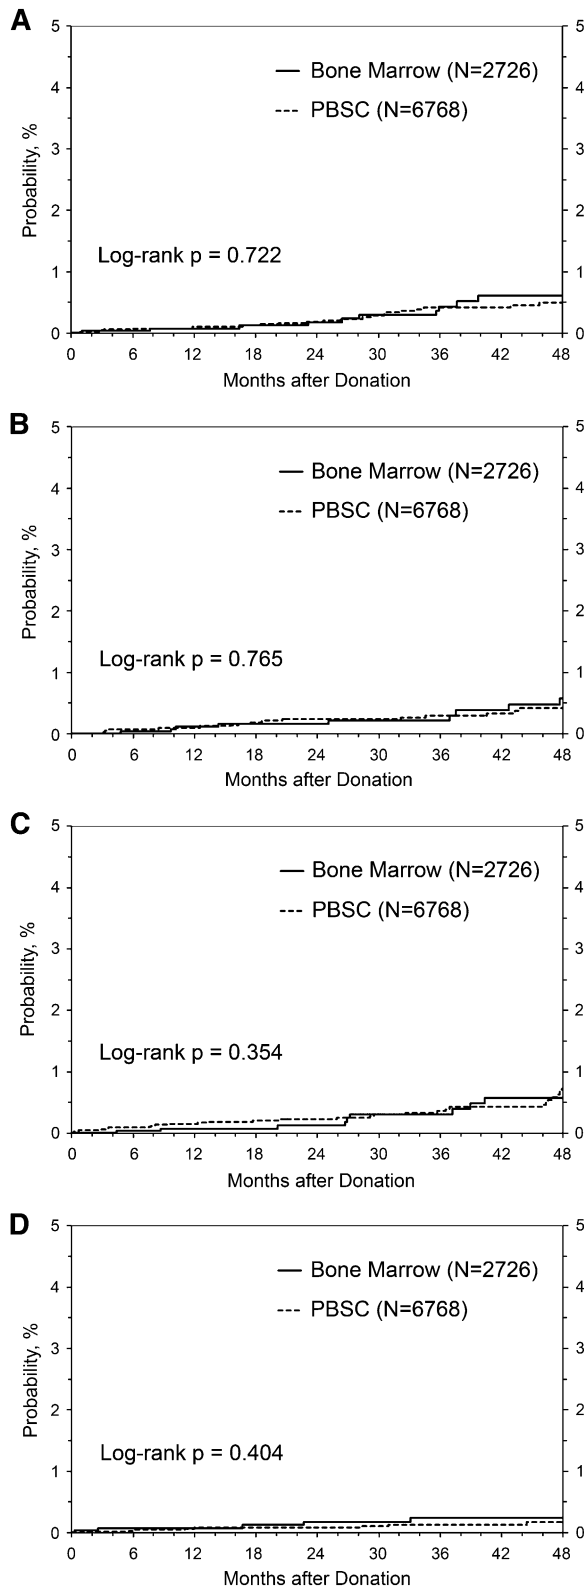 A
5 5
Bone Marrow (N=2726)
4 4
PBSC (N=6768)
3 3
Probability, %
2 2
Log-rank p = 0.722
1 1
0 0
0 6 12 18 24 30 36 42 48
Months after Donation
B
5 5
Bone Marrow (N=2726)
4 4
PBSC (N=6768)
3 3
Probability, %
2 2
Log-rank p = 0.765
1 1
0 0
0 6 12 18 24 30 36 42 48
Months after Donation
C
5 5
Bone Marrow (N=2726)
4 4
PBSC (N=6768)
3 3
Probability, %
2 2
Log-rank p = 0.354
1 1
0 0
0 6 12 18 24 30 36 42 48
Months after Donation
D
5 5
Bone Marrow (N=2726)
4 4
PBSC (N=6768)
3 3
Probability, %
2 2
Log-rank p = 0.404
1 1
0 0
0 6 12 18 24 30 36 42 48
Months after Donation